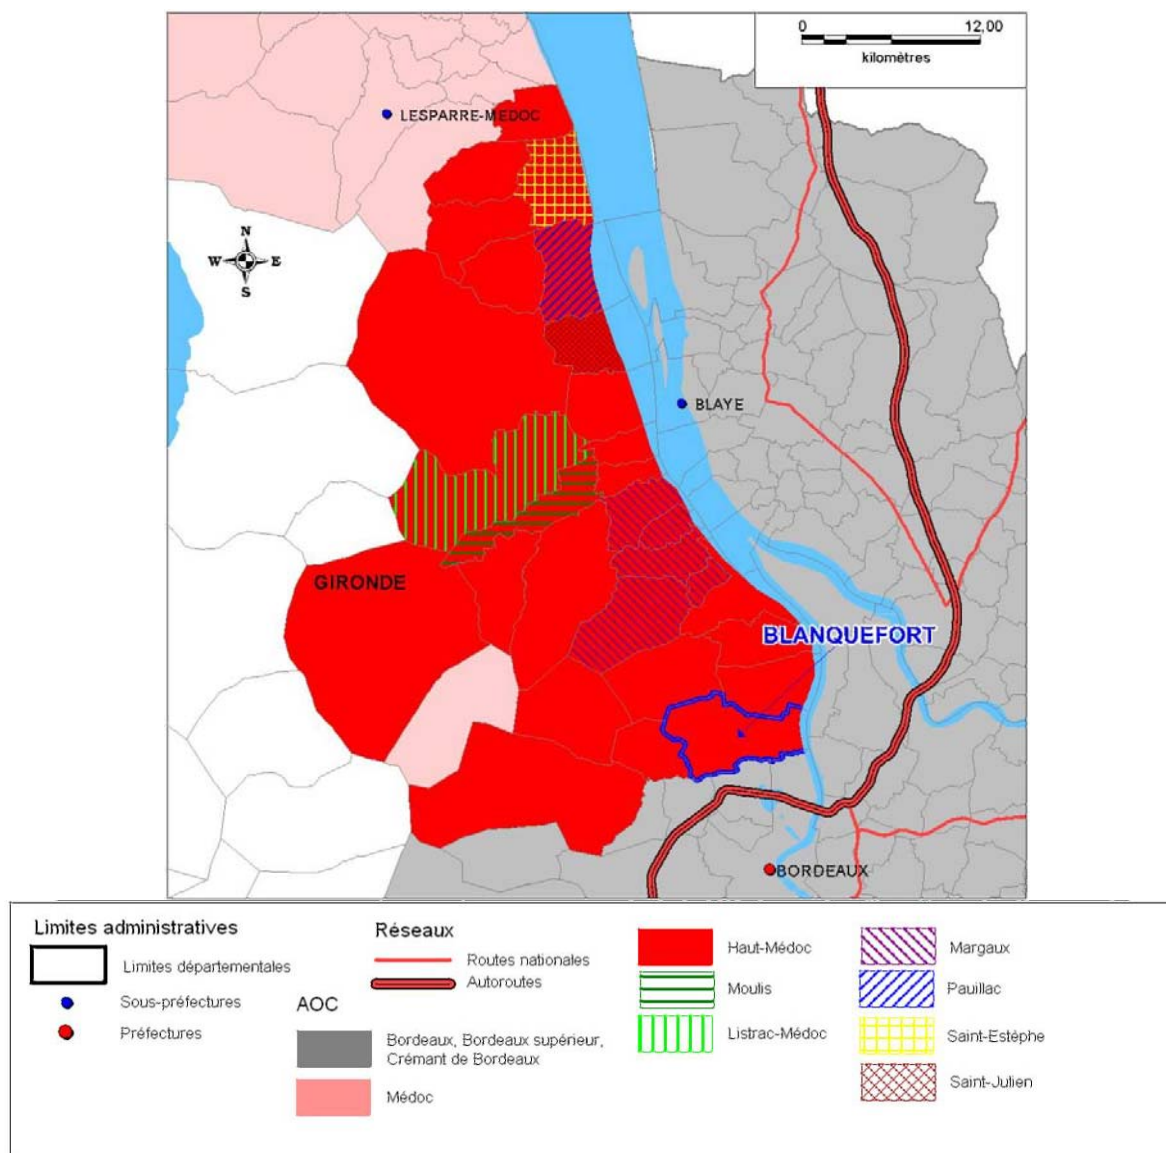 0 12,00
kilomètres
LESPARRE-MEDOC
N
W E
S
BLAYE
GIRONDE
BLANQUEFORT
BORDEAUX
Limites administratives
Limites départementales
Sous-préfectures
Préfectures
Réseaux
Routes nationales
Autoroutes
AOC
Bordeaux, Bordeaux supérieur,
Crémant de Bordeaux
Médoc
Haut-Médoc
Moulis
Listrac-Médoc
Margaux
Pauillac
Saint-Estéphe
Saint-Julien